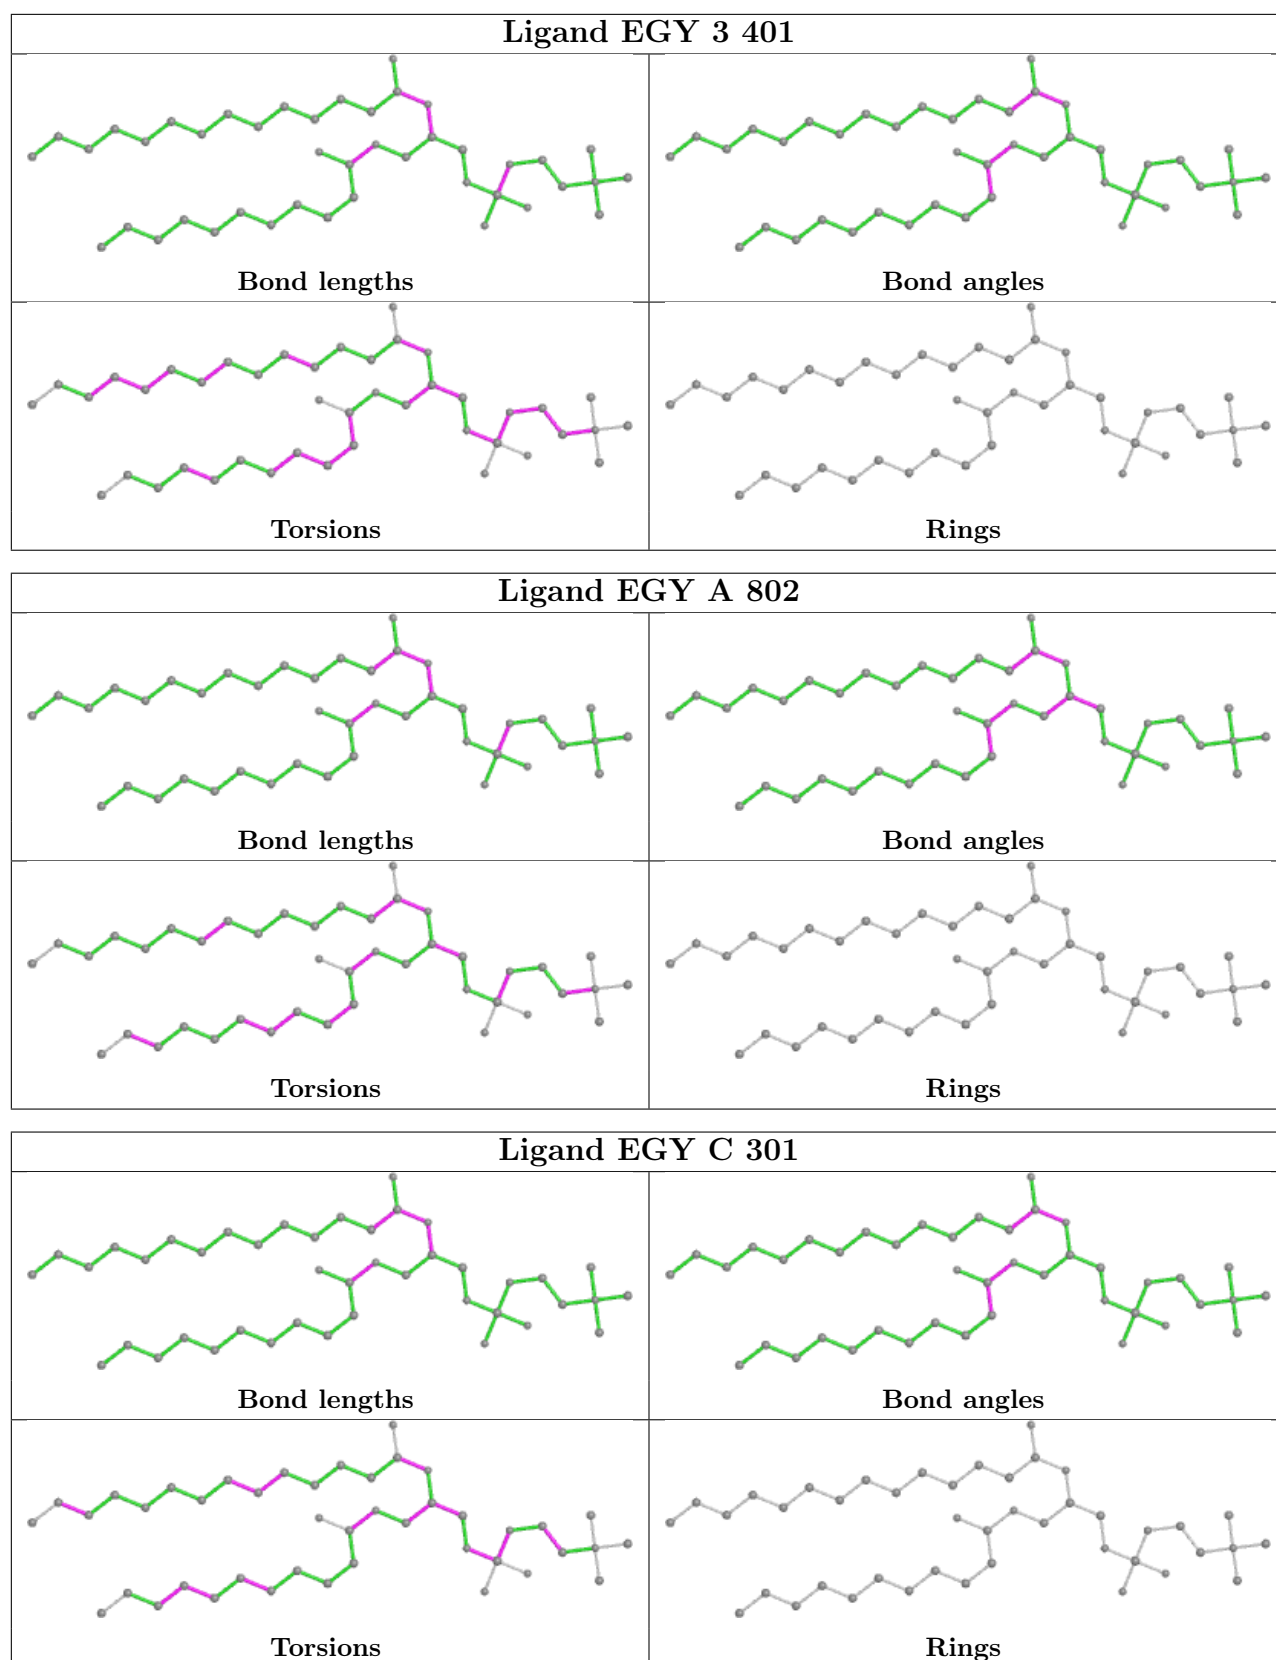 Ligand EGY 3 401
Bond lengths
Bond angles
Torsions
Rings
Ligand EGY A 802
Bond lengths
Bond angles
Torsions
Rings
Ligand EGY C 301
Bond lengths
Bond angles
Torsions
Rings